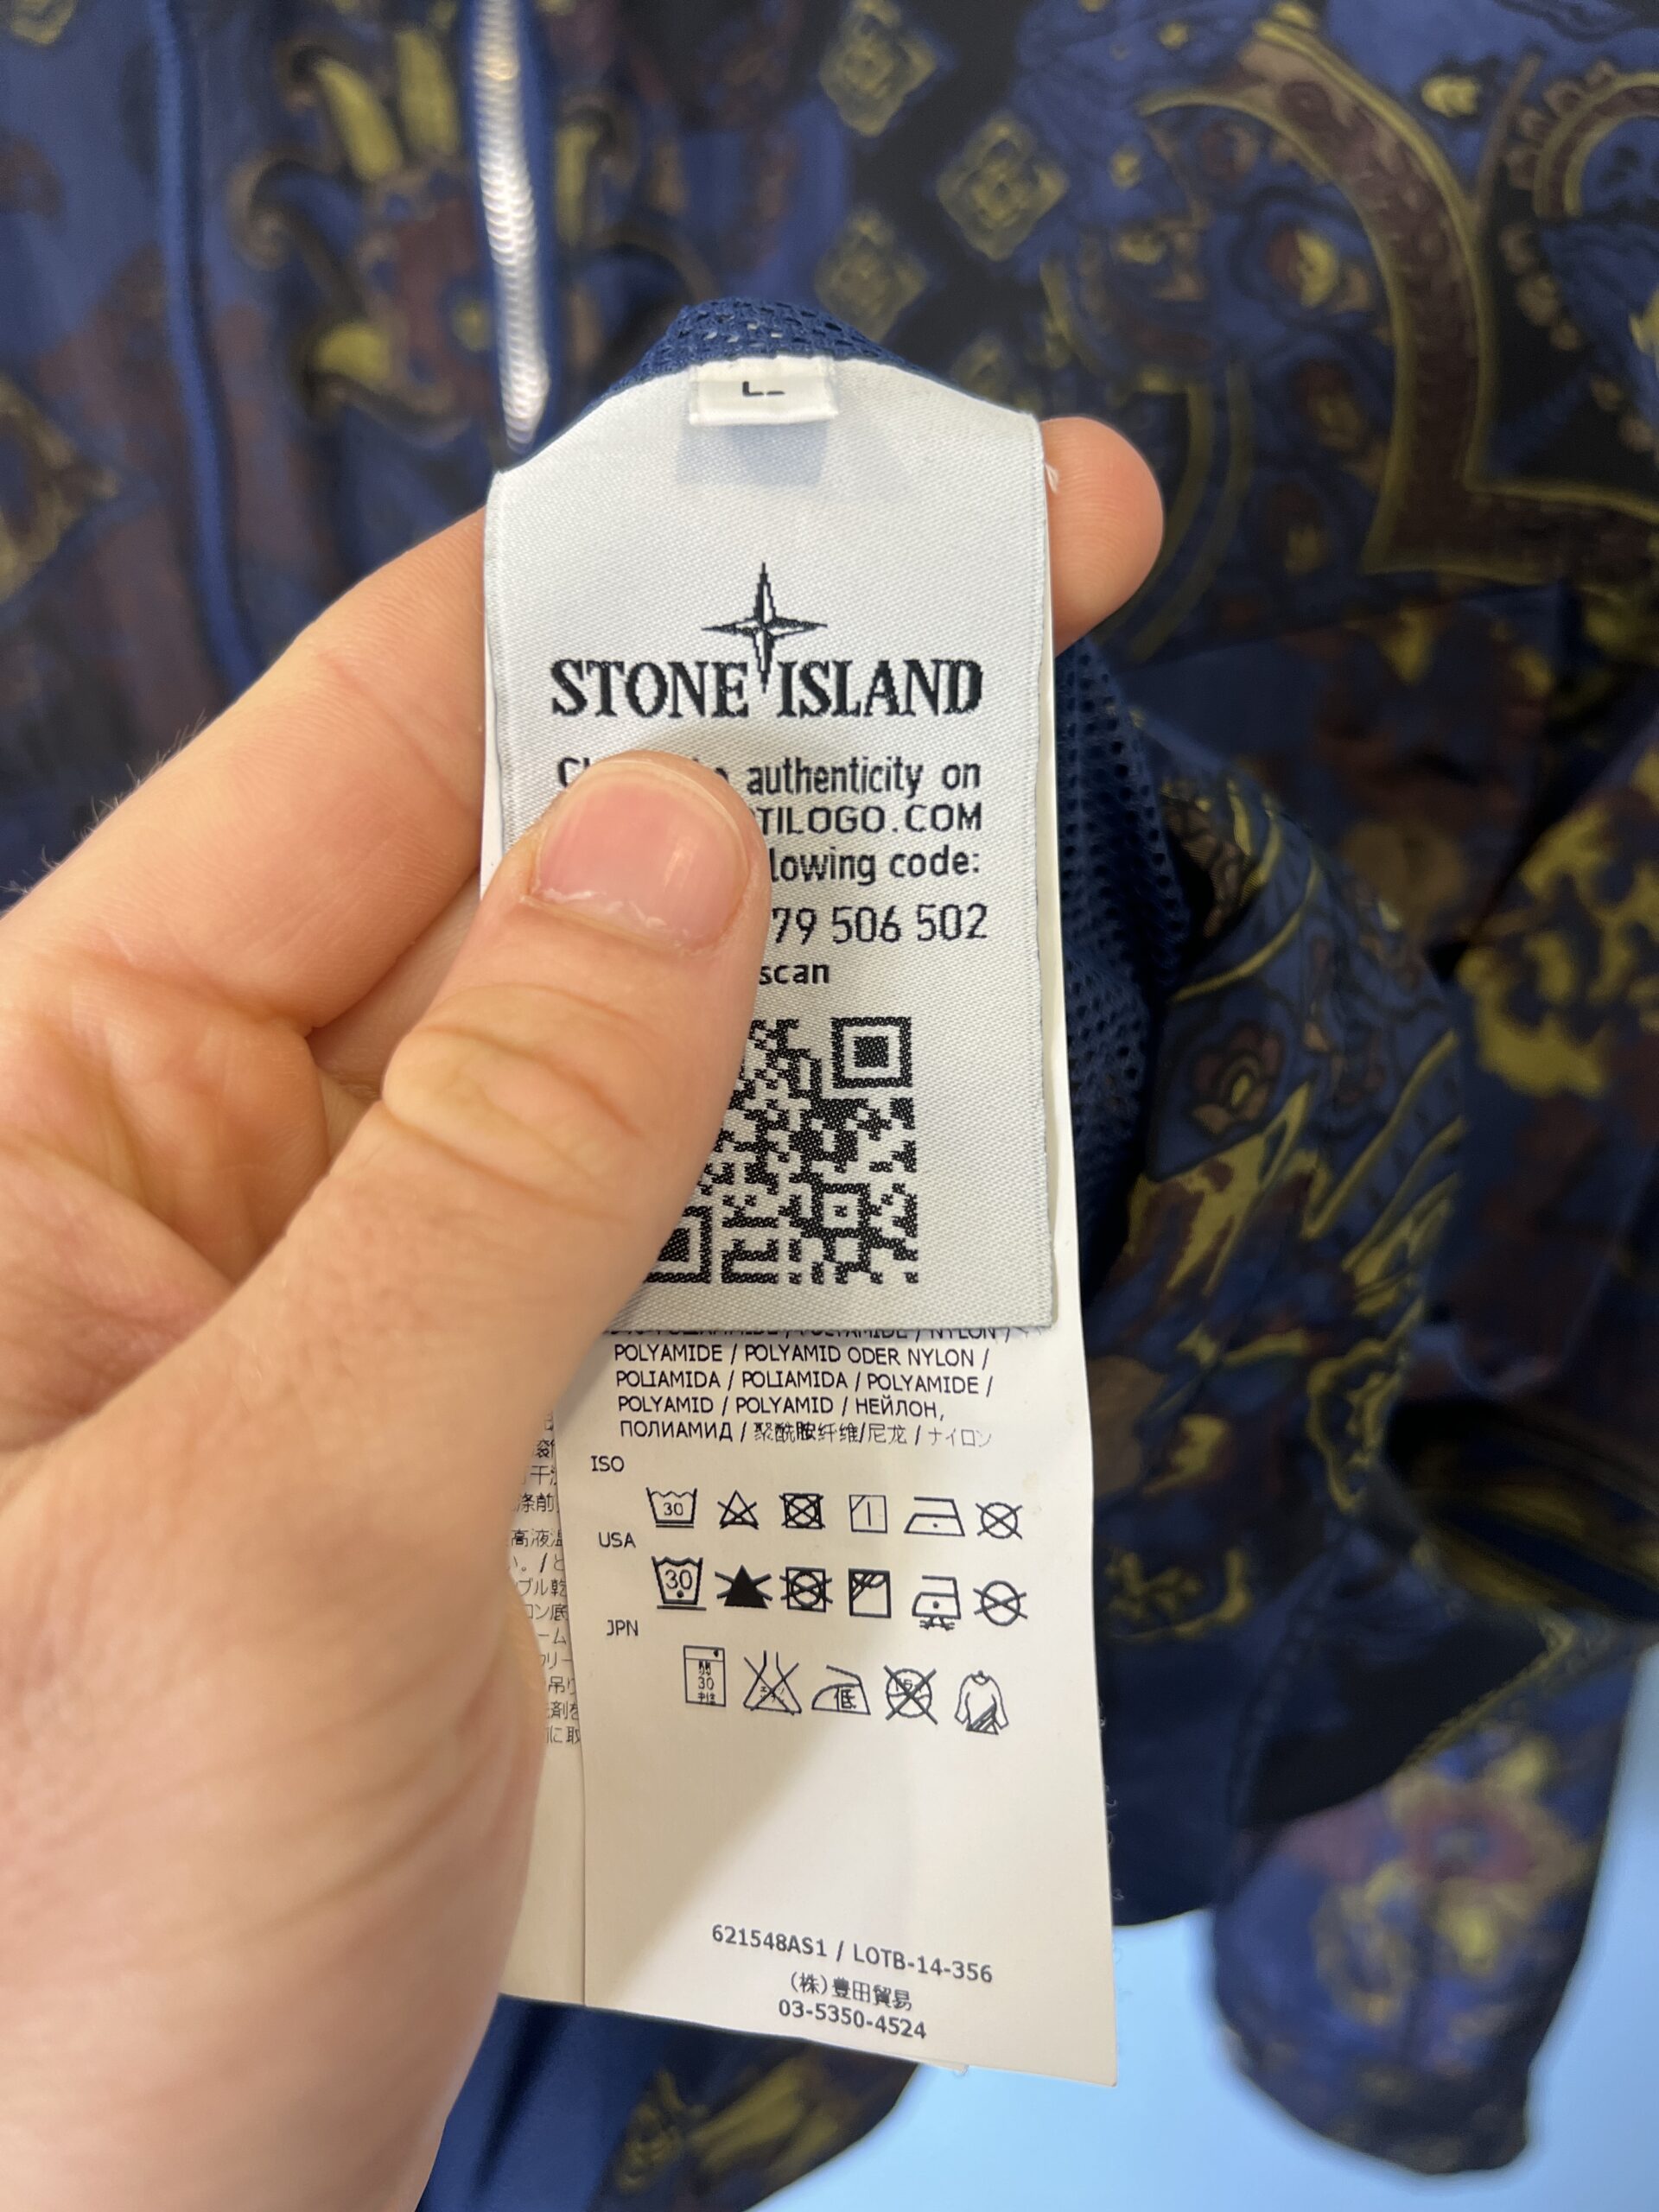 L
STONE ISLAND
authenticity on
TILOGO.COM
lowing code:
79 506 502
scan
POLYAMIDE / POLYAMID ODER NYLON /
POLIAMIDA / POLIAMIDA / POLYAMIDE /
POLYAMID / POLYAMID / НЕЙЛОН,
ПОЛИАМИД / 聚酰胺纤维/尼龙 / ナイロン
ISO
30
USA
30
JPN
30
低
621548AS1 / LOTB-14-356
(株)豊田貿易
03-5350-4524